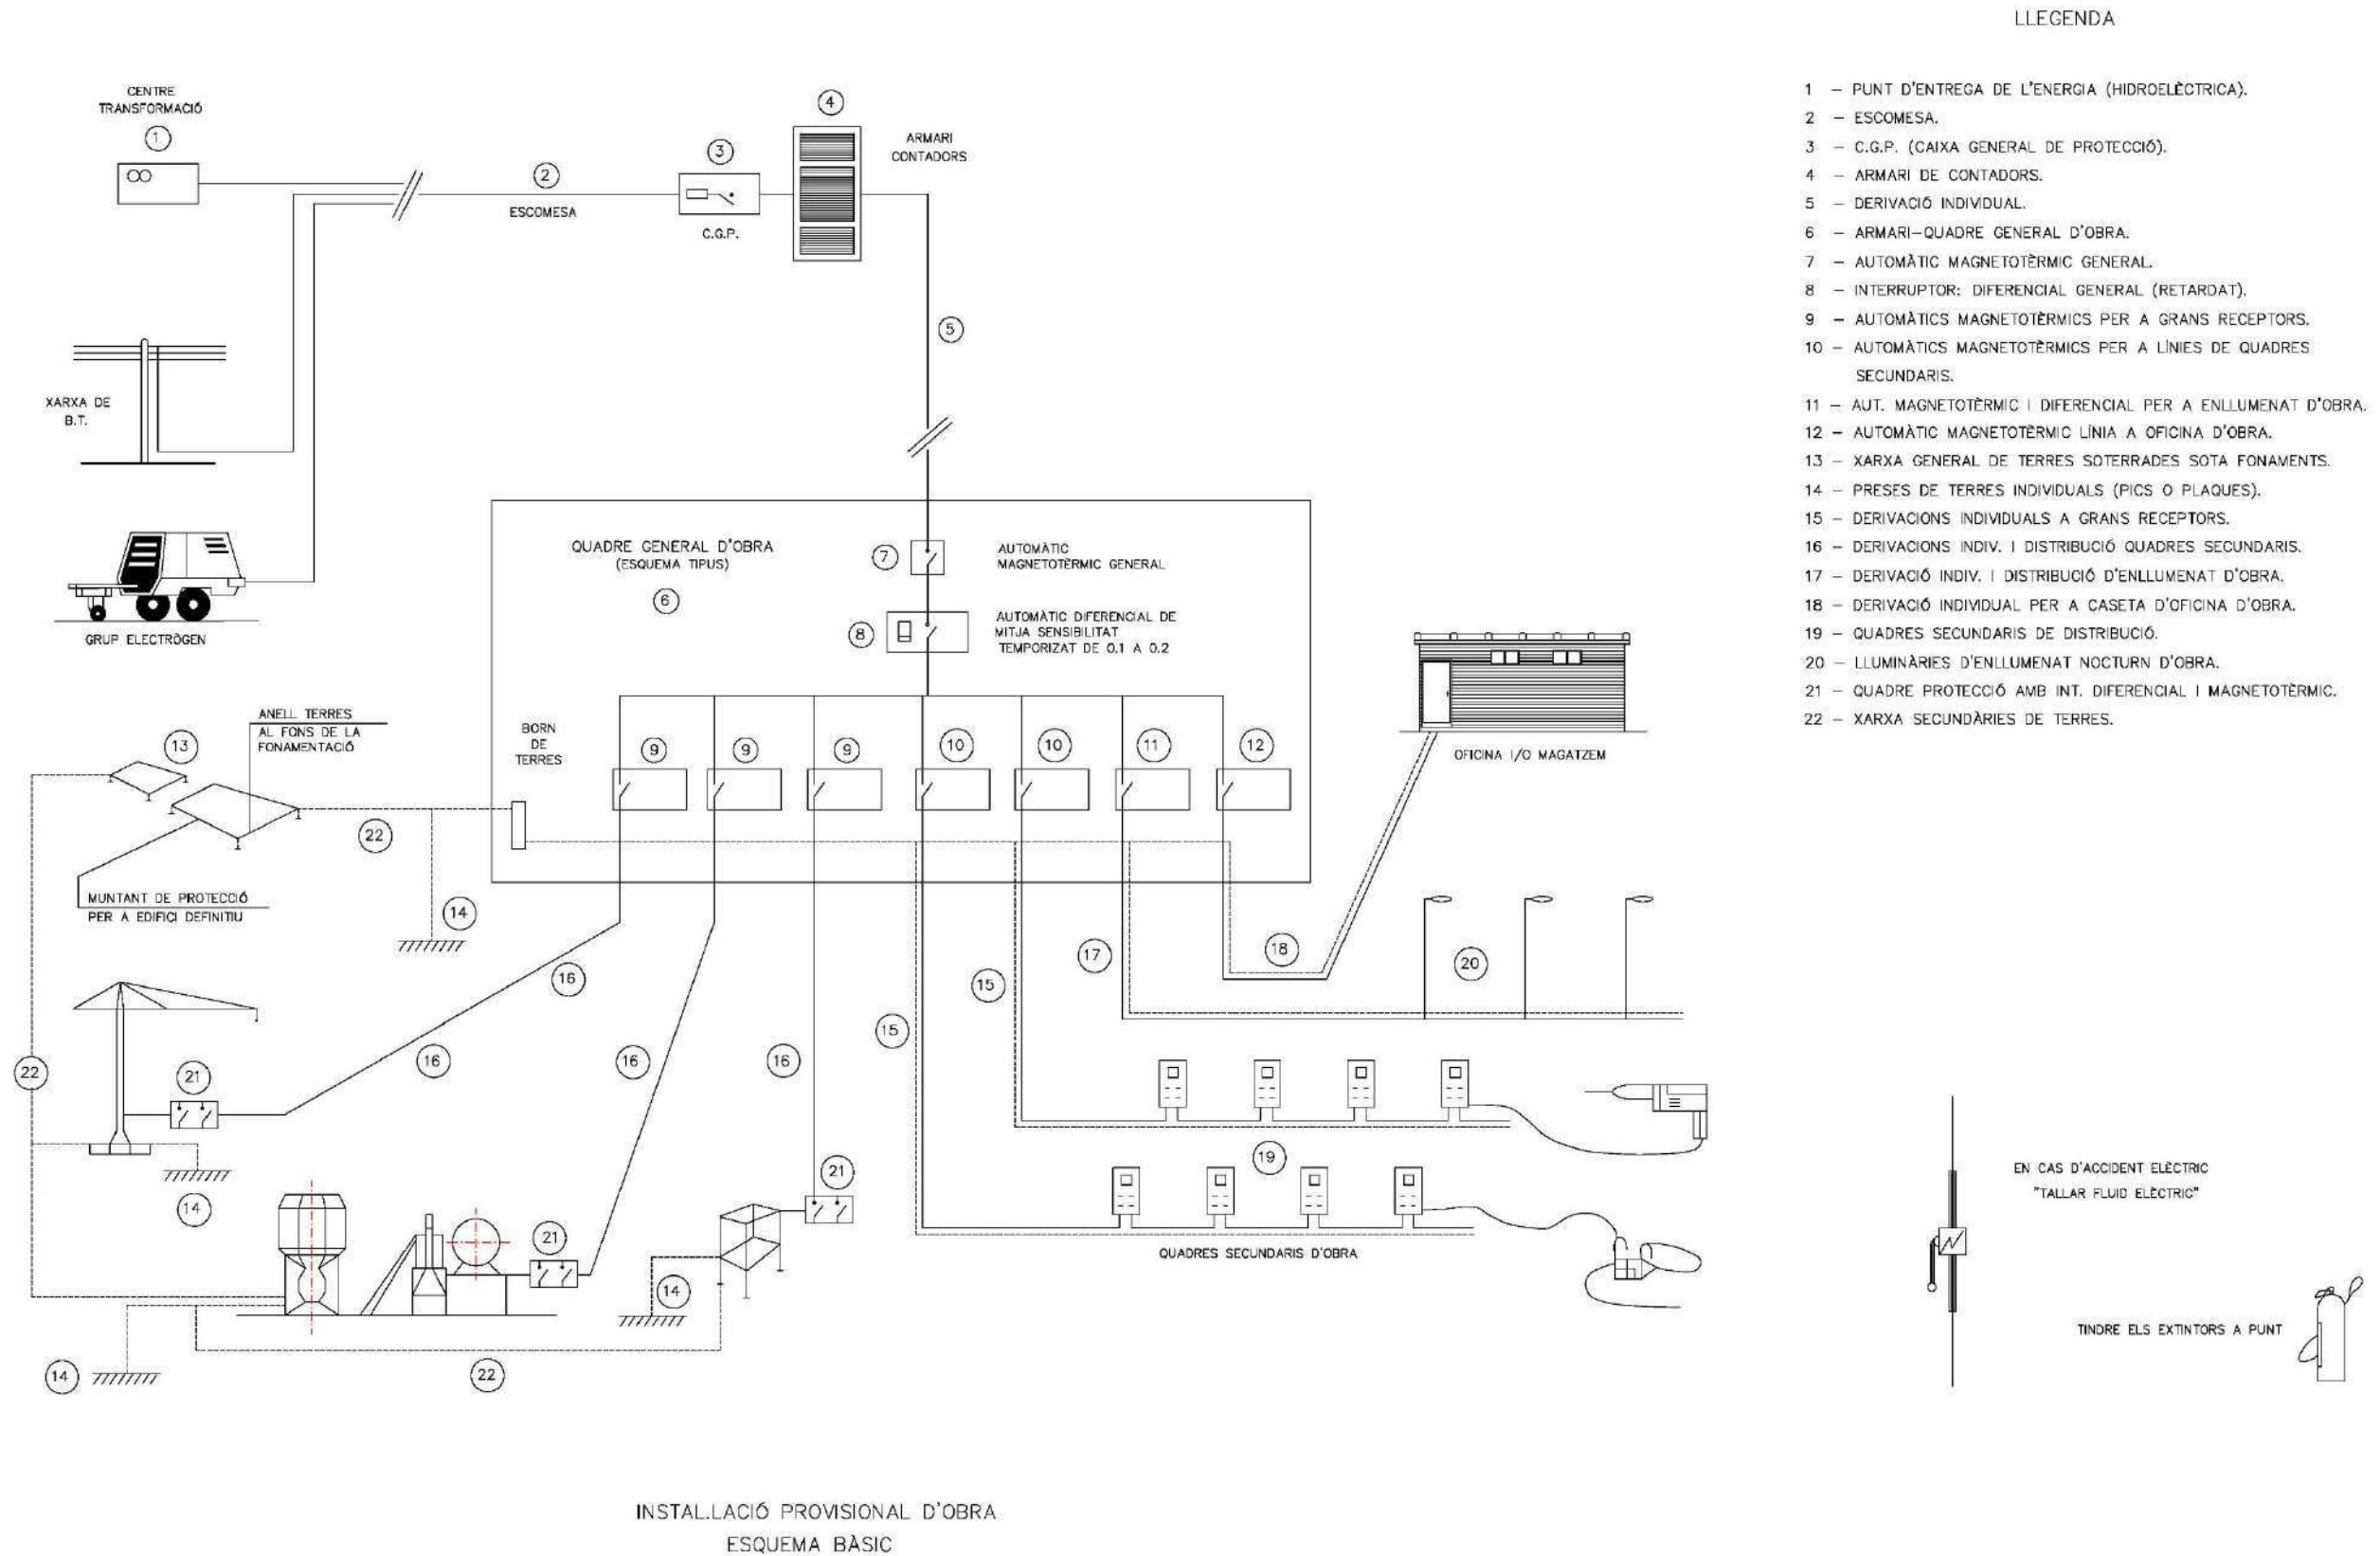 LLEGENDA
CENTRE
TRANSFORMACIÓ
1
2
ESCOMESA
3
C.G.P.
4
ARMARI
CONTADORS
5
XARXA DE
B.T.
GRUP ELECTRÒGEN
QUADRE GENERAL D'OBRA
(ESQUEMA TIPUS)
6
7
AUTOMÀTIC
MAGNETOTÈRMIC GENERAL
8
AUTOMÀTIC DIFERENCIAL DE
MITJA SENSIBILITAT
TEMPORIZAT DE 0.1 A 0.2
BORN
DE
TERRES
9
9
9
10
10
11
12
OFICINA I/O MAGATZEM
ANELL TERRES
AL FONS DE LA
FONAMENTACIÓ
13
22
MUNTANT DE PROTECCIÓ
PER A EDIFICI DEFINITIU
14
16
18
17
20
15
15
16
16
16
22
21
14
19
21
21
14
QUADRES SECUNDARIS D'OBRA
22
14
1 – PUNT D'ENTREGA DE L'ENERGIA (HIDROELÈCTRICA).
2 – ESCOMESA.
3 – C.G.P. (CAIXA GENERAL DE PROTECCIÓ).
4 – ARMARI DE CONTADORS.
5 – DERIVACIÓ INDIVIDUAL.
6 – ARMARI–QUADRE GENERAL D'OBRA.
7 – AUTOMÀTIC MAGNETOTÈRMIC GENERAL.
8 – INTERRUPTOR: DIFERENCIAL GENERAL (RETARDAT).
9 – AUTOMÀTICS MAGNETOTÈRMICS PER A GRANS RECEPTORS.
10 – AUTOMÀTICS MAGNETOTÈRMICS PER A LÍNIES DE QUADRES
SECUNDARIS.
11 – AUT. MAGNETOTÈRMIC I DIFERENCIAL PER A ENLLUMENAT D'OBRA.
12 – AUTOMÀTIC MAGNETOTÈRMIC LÍNIA A OFICINA D'OBRA.
13 – XARXA GENERAL DE TERRES SOTERRADES SOTA FONAMENTS.
14 – PRESES DE TERRES INDIVIDUALS (PICS O PLAQUES).
15 – DERIVACIONS INDIVIDUALS A GRANS RECEPTORS.
16 – DERIVACIONS INDIV. I DISTRIBUCIÓ QUADRES SECUNDARIS.
17 – DERIVACIÓ INDIV. I DISTRIBUCIÓ D'ENLLUMENAT D'OBRA.
18 – DERIVACIÓ INDIVIDUAL PER A CASETA D'OFICINA D'OBRA.
19 – QUADRES SECUNDARIS DE DISTRIBUCIÓ.
20 – LLUMINÀRIES D'ENLLUMENAT NOCTURN D'OBRA.
21 – QUADRE PROTECCIÓ AMB INT. DIFERENCIAL I MAGNETOTÈRMIC.
22 – XARXA SECUNDÀRIES DE TERRES.
EN CAS D'ACCIDENT ELÈCTRIC
"TALLAR FLUID ELÈCTRIC"
TINDRE ELS EXTINTORS A PUNT
INSTAL.LACIÓ PROVISIONAL D'OBRA
ESQUEMA BÀSIC